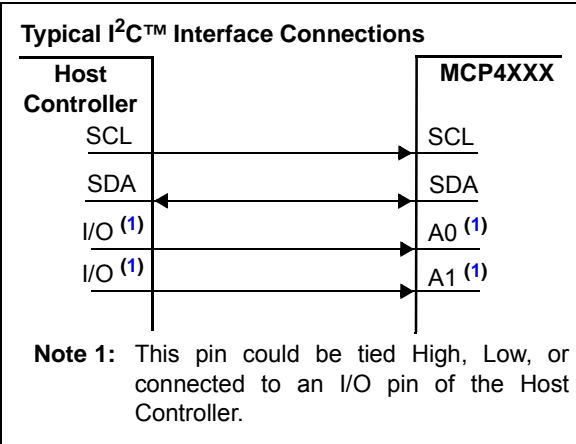 Typical I²C™ Interface Connections
Host Controller
MCP4XXX
SCL SCL
SDA SDA
I/O (1) A0 (1)
I/O (1) A1 (1)
Note 1: This pin could be tied High, Low, or
connected to an I/O pin of the Host
Controller.